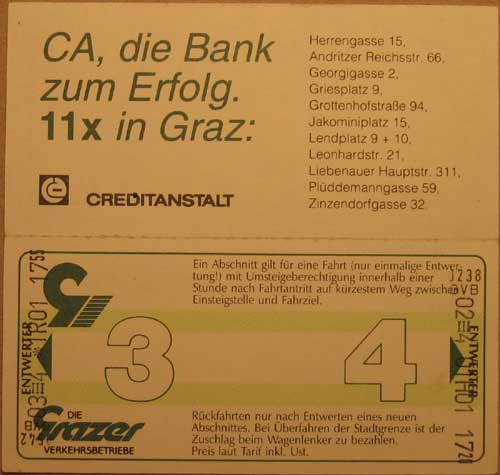 CA, die Bank
zum Erfolg.
11x in Graz:
CREDITANSTALT
Herrengasse 15,
Andritzer Reichsstr. 66,
Georgigasse 2,
Griesplatz 9,
Grottenhofstraße 94,
Jakominiplatz 15,
Lendplatz 9 + 10,
Leonhardstr. 21,
Liebenauer Hauptstr. 311,
Plüddemanngasse 59,
Zinzendorfgasse 32.
Ein Abschnitt gilt für eine Fahrt (nur einmalige Entwer-
tung!) mit Umsteigeberechtigung innerhalb einer
Stunde nach Fahrtantritt auf kürzestem Weg zwischen
Einsteigstelle und Fahrziel.
ENTWERTER
3
4
ENTWERTER
DIE
Grazer
VERKEHRSBETRIEBE
Rückfahrten nur nach Entwerten eines neuen
Abschnittes. Bei Überfahren der Stadtgrenze ist der
Zuschlag beim Wagenlenker zu bezahlen.
Preis laut Tarif inkl. Ust.